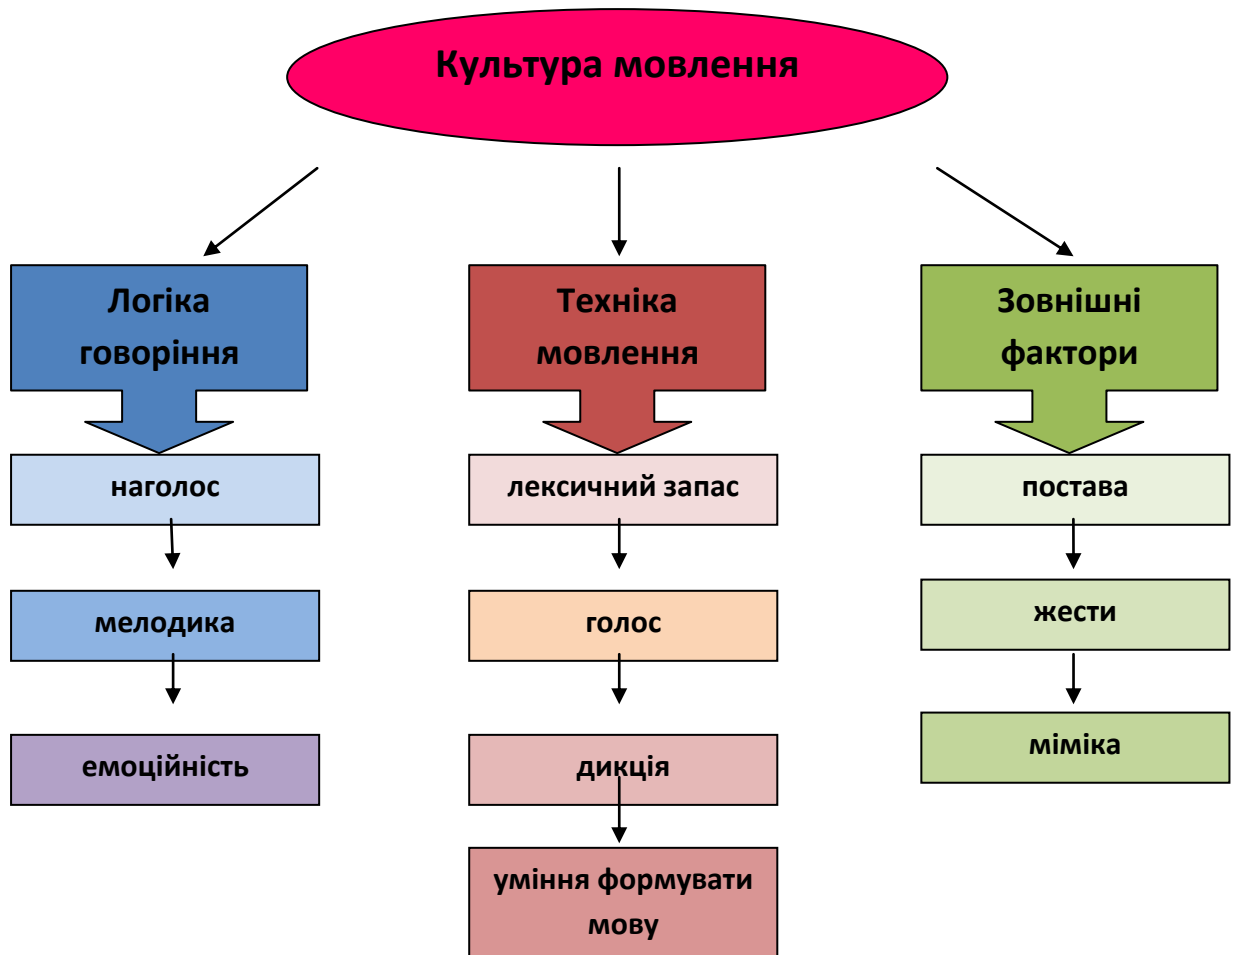 Культура мовлення
Логіка
говоріння
наголос
мелодика
емоційність
Техніка
мовлення
лексичний запас
голос
дикція
уміння формувати
мову
Зовнішні
фактори
постава
жести
міміка